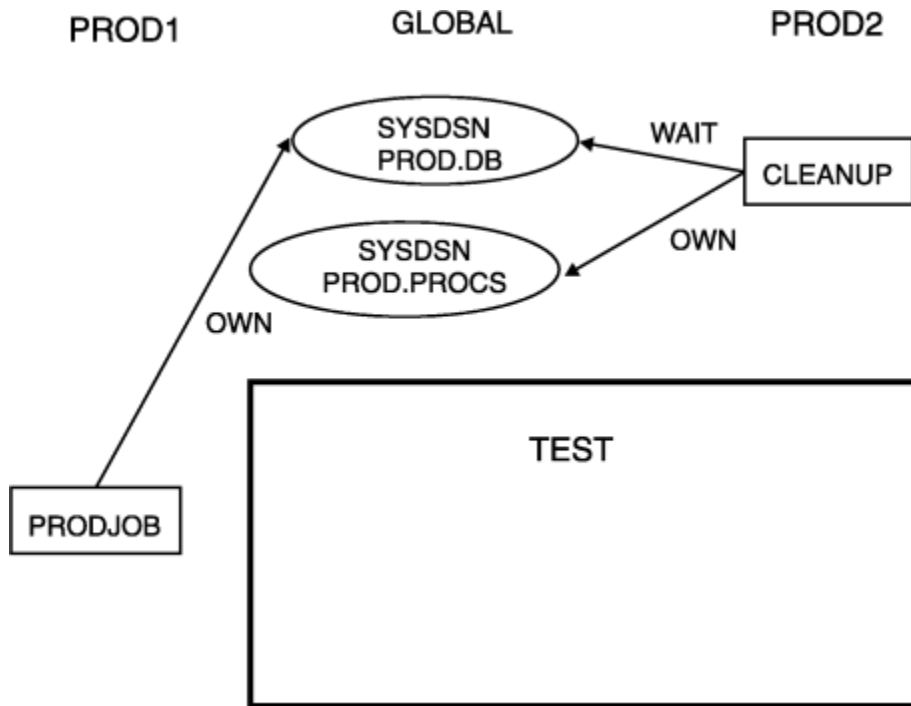 PROD1
GLOBAL
PROD2
SYSDSN
PROD.DB
WAIT
CLEANUP
OWN
SYSDSN
PROD.PROCS
OWN
TEST
PRODJOB